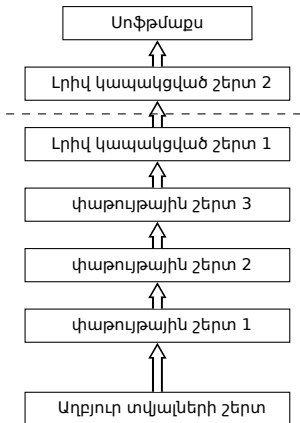 Սոֆթմաքս
Լրիվ կապակցված շերտ 2
Լրիվ կապակցված շերտ 1
փաթույթային շերտ 3
փաթույթային շերտ 2
փաթույթային շերտ 1
Աղբյուր տվյալների շերտ